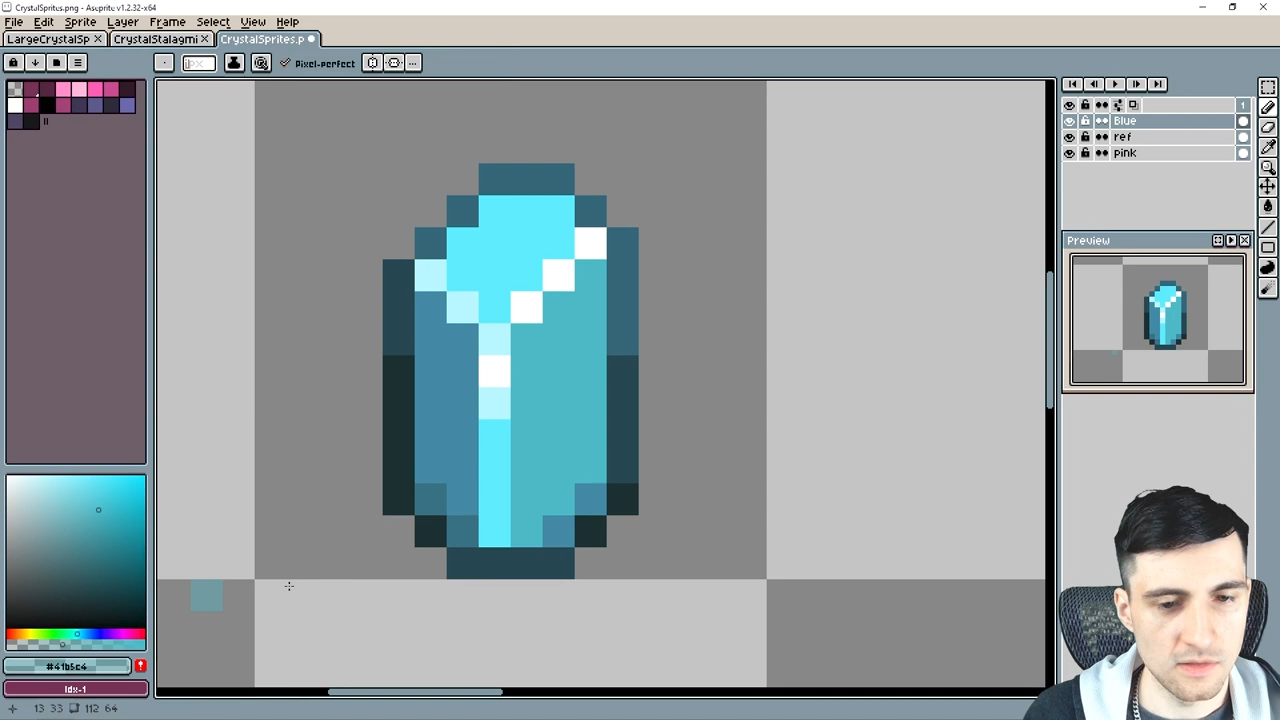 CrystalSprites.png - Aseprite v1.2.32-x64
File Edit Sprite Layer Frame Select View Help
LargeCrystalSp
CrystalStalagmi
CrystalSprites.p
Pixel-perfect
1
Blue
ref
pink
Preview
#41b5c4
Idx-1
13 33 112 64